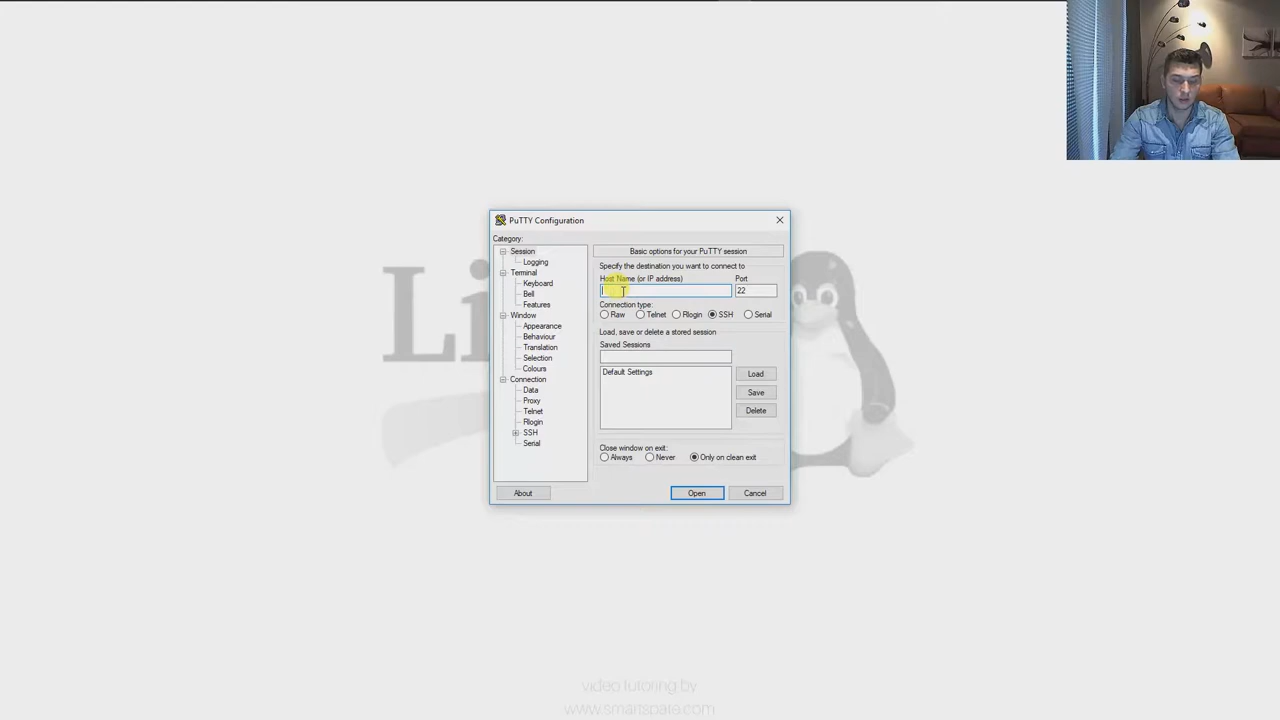 PuTTY Configuration
Category:
Session
Logging
Terminal
Keyboard
Bell
Features
Window
Appearance
Behaviour
Translation
Selection
Colours
Connection
Data
Proxy
Telnet
Rlogin
SSH
Serial
Basic options for your PuTTY session
Specify the destination you want to connect to
Host Name (or IP address) Port
22
Connection type:
Raw Telnet Rlogin SSH Serial
Load, save or delete a stored session
Saved Sessions
Default Settings
Load
Save
Delete
Close window on exit:
Always Never Only on clean exit
About Open Cancel
Li
video tutoring by
www.smartspate.com